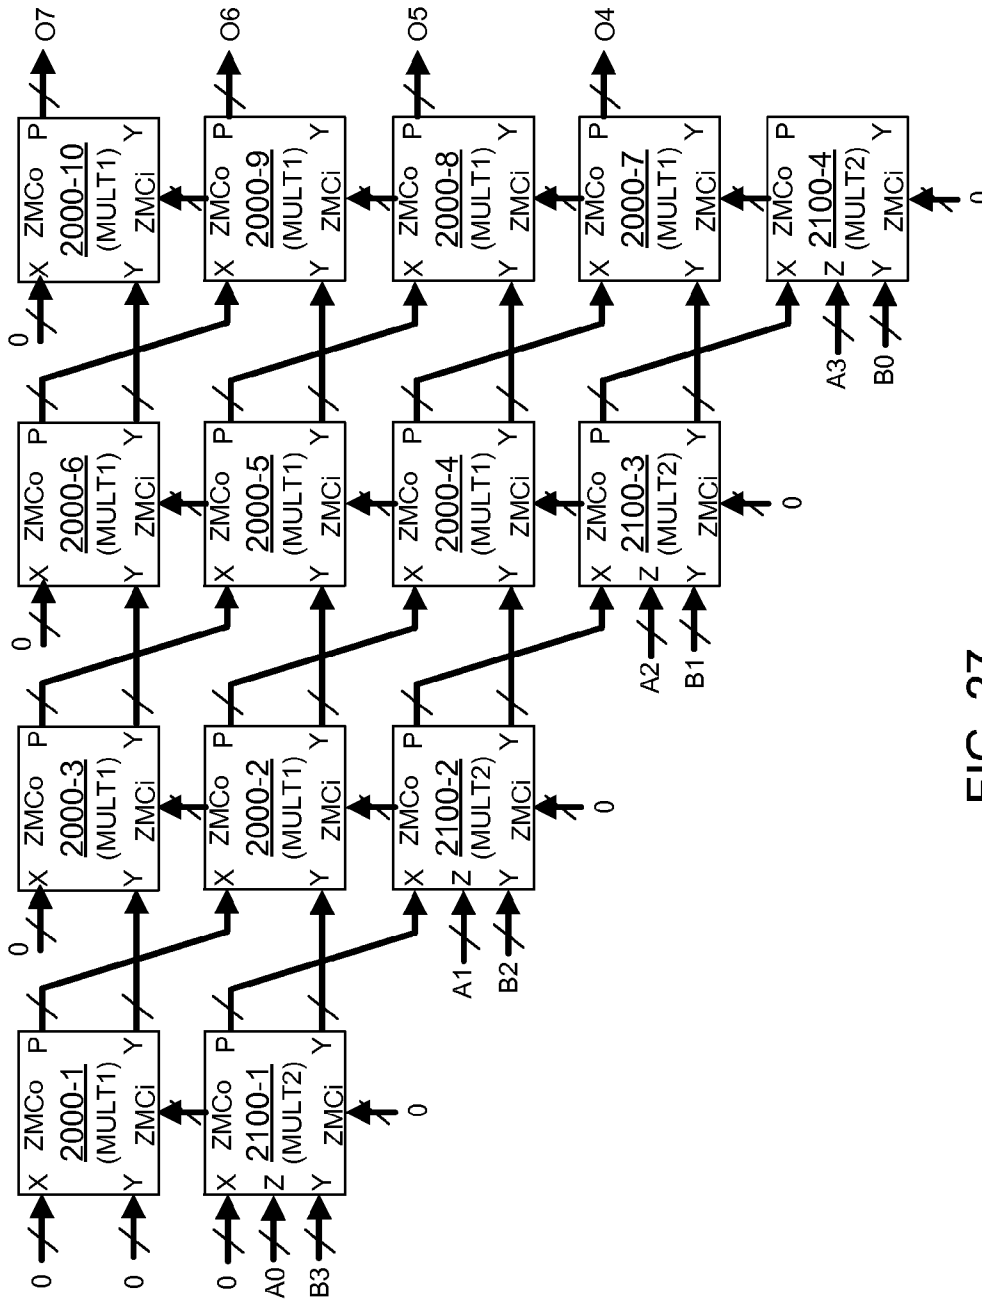 O7
O6
O5
O4
0
X
ZMCo
P
2000-10
(MULT1)
ZMCi
Y
Y
X
ZMCo
P
2000-9
(MULT1)
ZMCi
Y
Y
X
ZMCo
P
2000-8
(MULT1)
ZMCi
Y
Y
X
ZMCo
P
2000-7
(MULT1)
ZMCi
Y
Y
X
ZMCo
P
Z
2100-4
(MULT2)
Y
ZMCi
Y
A3
B0
0
0
X
ZMCo
P
2000-6
(MULT1)
ZMCi
Y
Y
X
ZMCo
P
2000-5
(MULT1)
ZMCi
Y
Y
X
ZMCo
P
2000-4
(MULT1)
ZMCi
Y
Y
X
ZMCo
P
Z
2100-3
(MULT2)
Y
ZMCi
Y
A2
B1
0
0
X
ZMCo
P
2000-3
(MULT1)
ZMCi
Y
Y
X
ZMCo
P
2000-2
(MULT1)
ZMCi
Y
Y
X
ZMCo
P
Z
2100-2
(MULT2)
Y
ZMCi
Y
A1
B2
0
0
0
X
ZMCo
P
2000-1
(MULT1)
Y
ZMCi
Y
0
A0
B3
X
ZMCo
P
Z
2100-1
(MULT2)
Y
ZMCi
Y
0
FIG. 27